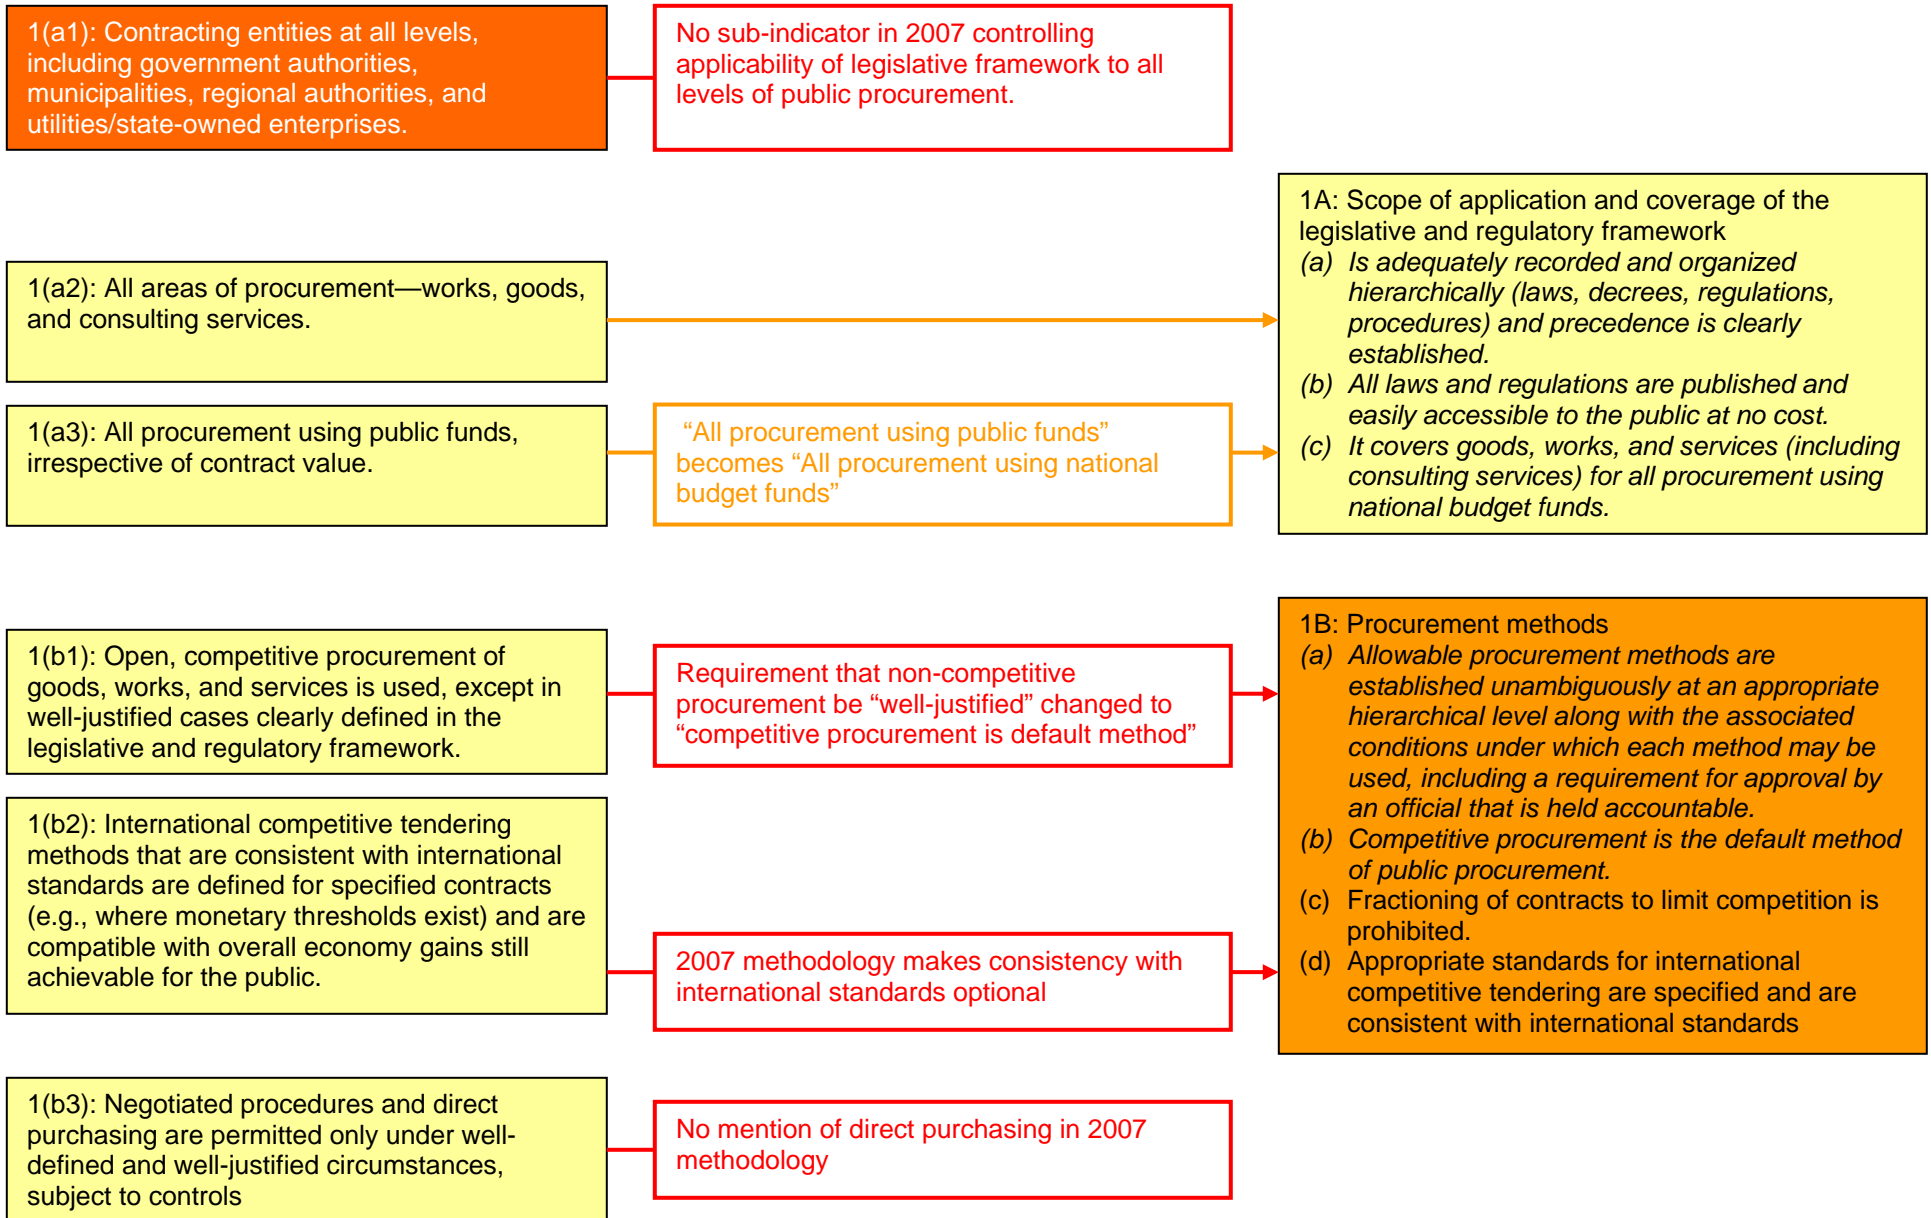 1(a1): Contracting entities at all levels,
including government authorities,
municipalities, regional authorities, and
utilities/state-owned enterprises.
No sub-indicator in 2007 controlling
applicability of legislative framework to all
levels of public procurement.
1(a2): All areas of procurement—works, goods,
and consulting services.
1(a3): All procurement using public funds,
irrespective of contract value.
“All procurement using public funds”
becomes “All procurement using national
budget funds”
1A: Scope of application and coverage of the
legislative and regulatory framework
(a) Is adequately recorded and organized
hierarchically (laws, decrees, regulations,
procedures) and precedence is clearly
established.
(b) All laws and regulations are published and
easily accessible to the public at no cost.
(c) It covers goods, works, and services (including
consulting services) for all procurement using
national budget funds.
1(b1): Open, competitive procurement of
goods, works, and services is used, except in
well-justified cases clearly defined in the
legislative and regulatory framework.
Requirement that non-competitive
procurement be “well-justified” changed to
“competitive procurement is default method”
1(b2): International competitive tendering
methods that are consistent with international
standards are defined for specified contracts
(e.g., where monetary thresholds exist) and are
compatible with overall economy gains still
achievable for the public.
2007 methodology makes consistency with
international standards optional
1B: Procurement methods
(a) Allowable procurement methods are
established unambiguously at an appropriate
hierarchical level along with the associated
conditions under which each method may be
used, including a requirement for approval by
an official that is held accountable.
(b) Competitive procurement is the default method
of public procurement.
(c) Fractioning of contracts to limit competition is
prohibited.
(d) Appropriate standards for international
competitive tendering are specified and are
consistent with international standards
1(b3): Negotiated procedures and direct
purchasing are permitted only under well-
defined and well-justified circumstances,
subject to controls
No mention of direct purchasing in 2007
methodology